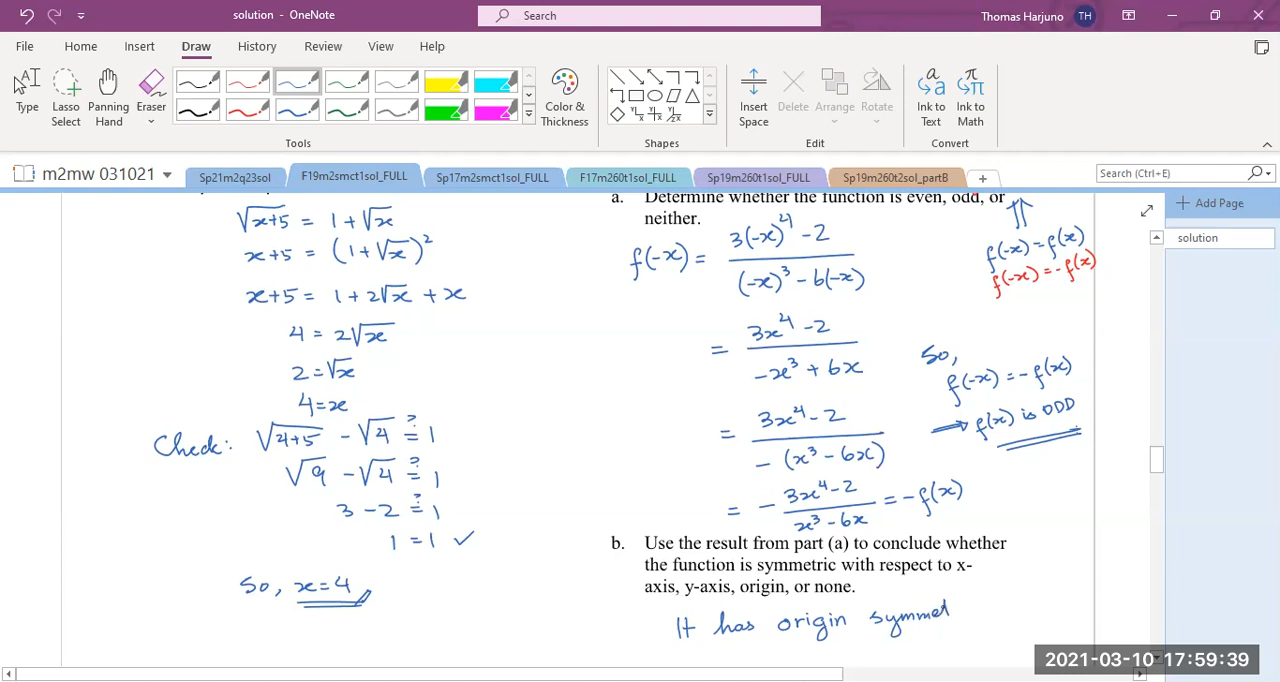 solution - OneNote
Search
Thomas Harjuno TH
File Home Insert Draw History Review View Help
Type
Lasso Select
Panning Hand
Eraser
Color & Thickness
Insert Space
Delete
Arrange
Rotate
Ink to Text
Ink to Math
Tools
Shapes
Edit
Convert
m2mw 031021
Sp21m2q23sol
F19m2smct1sol_FULL
Sp17m2smct1sol_FULL
F17m260t1sol_FULL
Sp19m260t1sol_FULL
Sp19m260t2sol_partB
Search (Ctrl+E)
Add Page
solution
√(x+5) = 1 + √x
x+5 = (1 + √x)²
x+5 = 1 + 2√x + x
4 = 2√x
2 = √x
4 = x
Check: √(4+5) - √4 ?= 1
√9 - √4 ?= 1
3 - 2 ?= 1
1 = 1 ✓
So, x = 4
a. Determine whether the function is even, odd, or
neither.
f(-x) = (3(-x)⁴ - 2) / ((-x)³ - 6(-x))
f(-x) = f(x)
f(-x) = -f(x)
= (3x⁴ - 2) / (-x³ + 6x)
So,
f(-x) = -f(x)
⟹ f(x) is ODD
= (3x⁴ - 2) / (-(x³ - 6x))
= - (3x⁴ - 2) / (x³ - 6x) = -f(x)
b. Use the result from part (a) to conclude whether
the function is symmetric with respect to x-
axis, y-axis, origin, or none.
It has origin symmet
2021-03-10 17:59:39